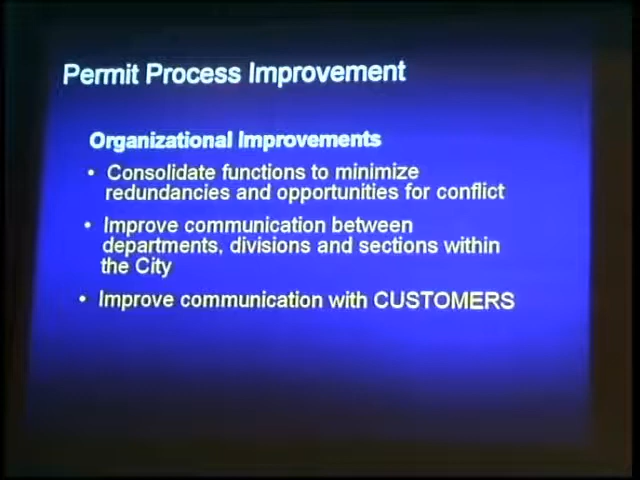 Permit Process Improvement
Organizational Improvements
• Consolidate functions to minimize
redundancies and opportunities for conflict
• Improve communication between
departments, divisions and sections within
the City
• Improve communication with CUSTOMERS